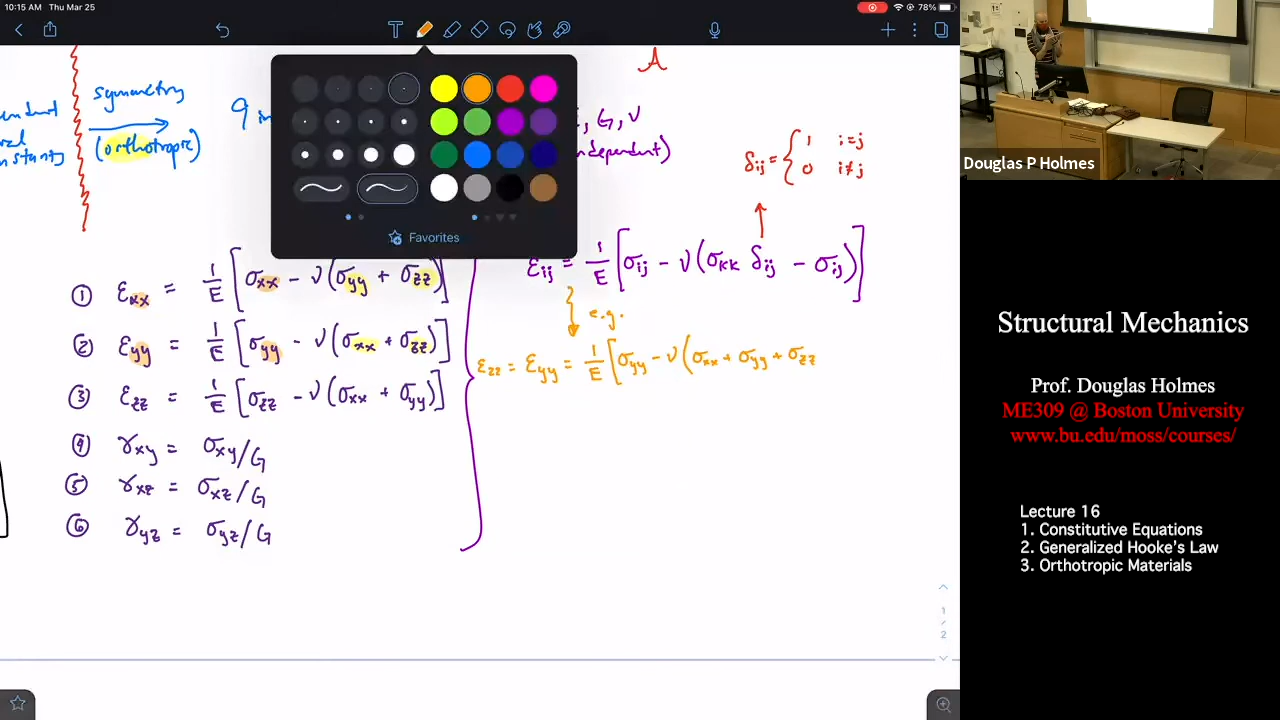 10:15 AM Thu Mar 25
78%
A
symmetry
(orthotropic)
9
G, ν
δij = { 1 i=j
0 i≠j
① εxx = 1/E [σxx - ν(σyy + σzz)]
② εyy = 1/E [σyy - ν(σxx + σzz)]
③ εzz = 1/E [σzz - ν(σxx + σyy)]
④ γxy = σxy/G
⑤ γxz = σxz/G
⑥ γyz = σyz/G
εij = 1/E [σij - ν(σkk δij - σij)]
e.g.
ε22 = εyy = 1/E [σyy - ν(σxx + σyy + σzz
Favorites
1
/
2
Douglas P Holmes
Structural Mechanics
Prof. Douglas Holmes
ME309 @ Boston University
www.bu.edu/moss/courses/
Lecture 16
1. Constitutive Equations
2. Generalized Hooke's Law
3. Orthotropic Materials